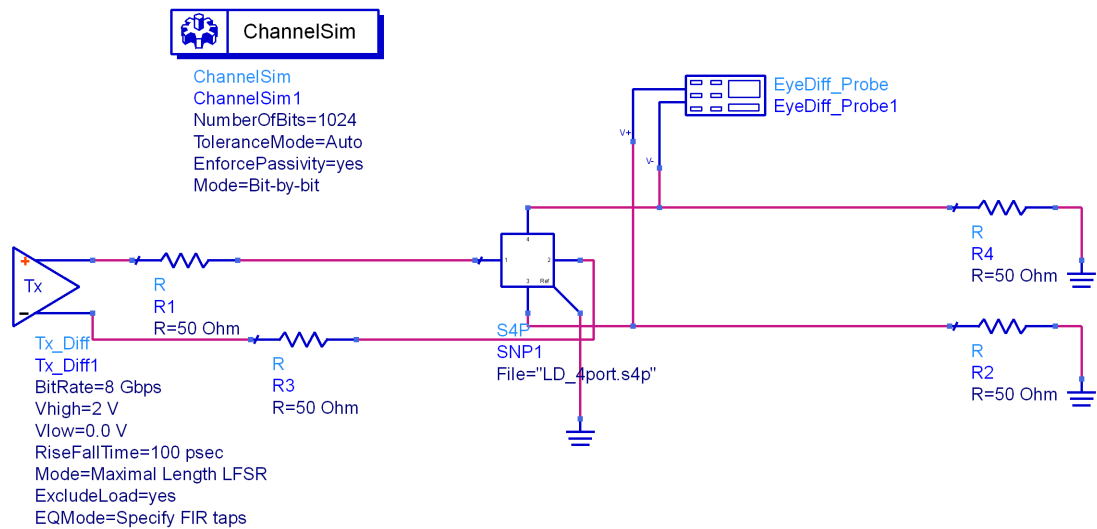 ChannelSim
ChannelSim
ChannelSim1
NumberOfBits=1024
ToleranceMode=Auto
EnforcePassivity=yes
Mode=Bit-by-bit
EyeDiff_Probe
EyeDiff_Probe1
V+
V-
+
Tx
-
R
R1
R=50 Ohm
R
R3
R=50 Ohm
4
1
2
3
Ref
S4P
SNP1
File="LD_4port.s4p"
R
R4
R=50 Ohm
R
R2
R=50 Ohm
Tx_Diff
Tx_Diff1
BitRate=8 Gbps
Vhigh=2 V
Vlow=0.0 V
RiseFallTime=100 psec
Mode=Maximal Length LFSR
ExcludeLoad=yes
EQMode=Specify FIR taps